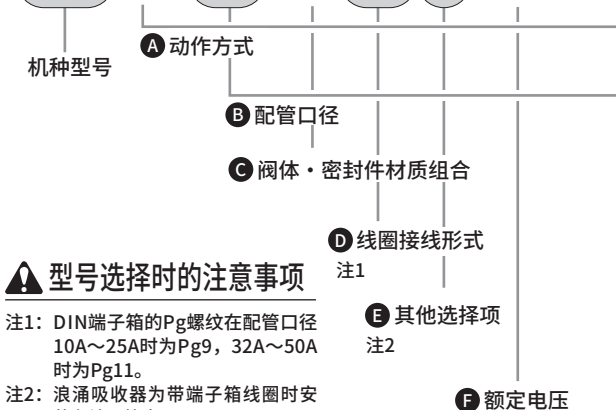 机种型号
A 动作方式
B 配管口径
C 阀体・密封件材质组合
D 线圈接线形式
注1
E 其他选择项
注2
F 额定电压
型号选择时的注意事项
注1：DIN端子箱的Pg螺纹在配管口径
10A～25A时为Pg9，32A～50A
时为Pg11。
注2：浪涌吸收器为带端子箱线圈时安